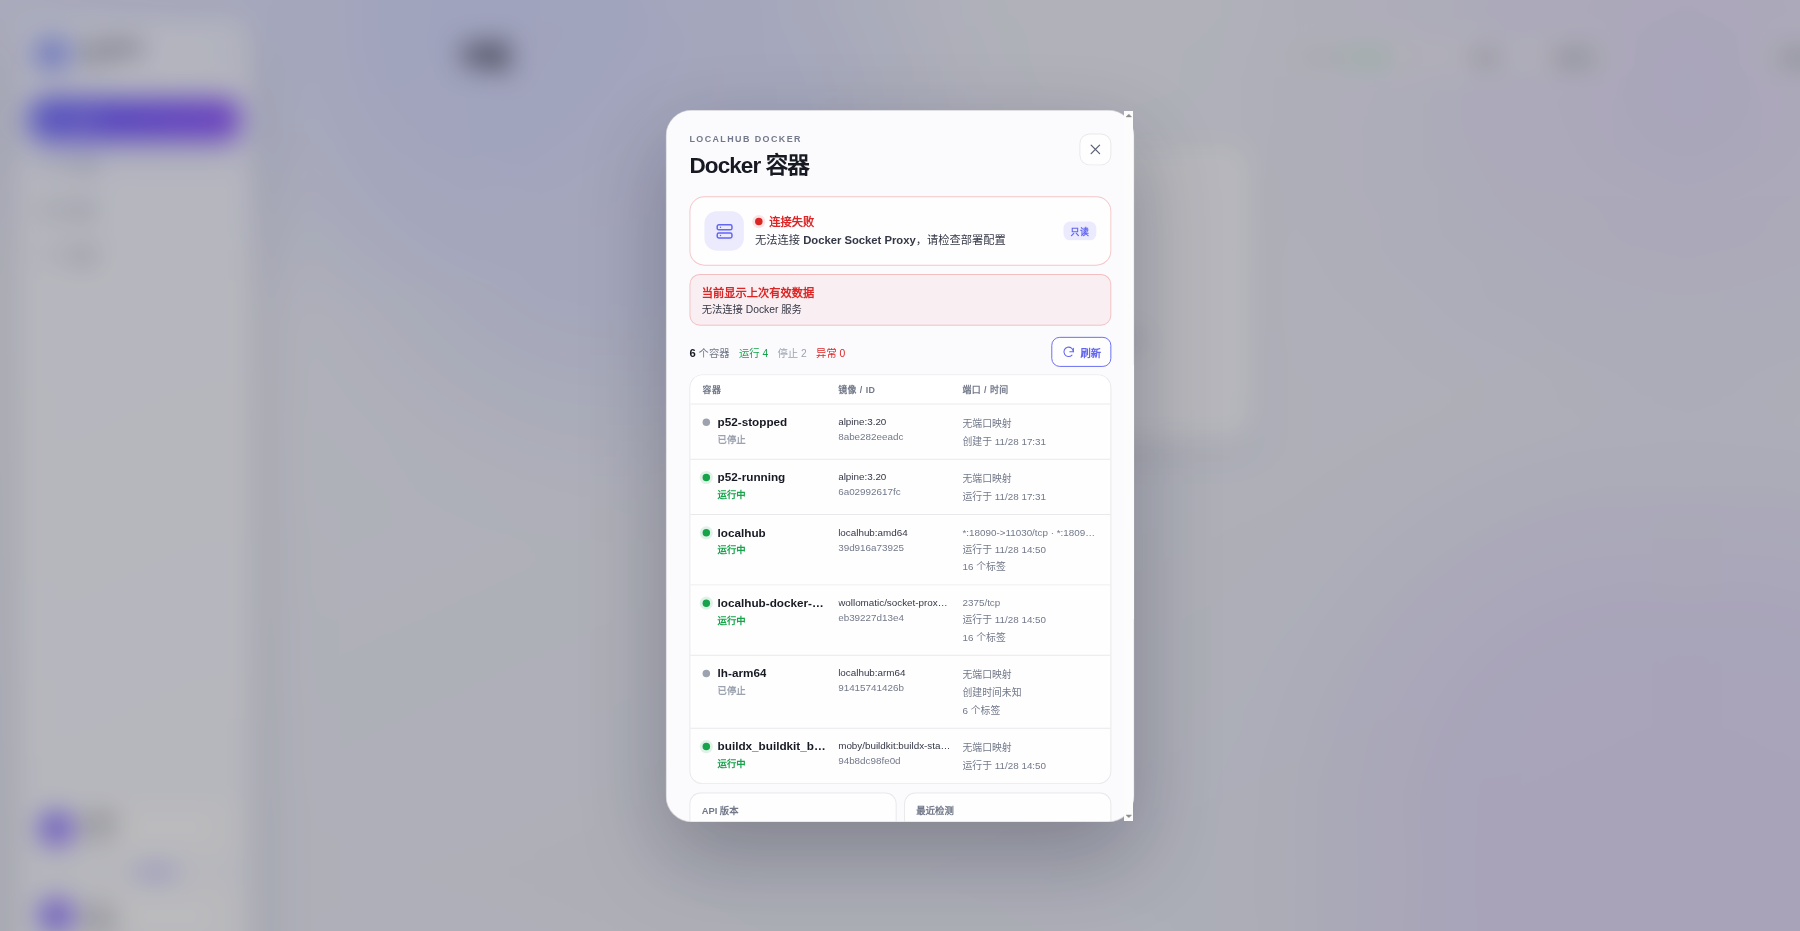 LOCALHUB DOCKER
Docker 容器
连接失败
无法连接 Docker Socket Proxy，请检查部署配置
只读
当前显示上次有效数据
无法连接 Docker 服务
6 个容器 运行 4 停止 2 异常 0
刷新
容器 镜像 / ID 端口 / 时间
p52-stopped
已停止
alpine:3.20
8abe282eeadc
无端口映射
创建于 11/28 17:31
p52-running
运行中
alpine:3.20
6a02992617fc
无端口映射
运行于 11/28 17:31
localhub
运行中
localhub:amd64
39d916a73925
*:18090->11030/tcp · *:1809…
运行于 11/28 14:50
16 个标签
localhub-docker-…
运行中
wollomatic/socket-prox…
eb39227d13e4
2375/tcp
运行于 11/28 14:50
16 个标签
lh-arm64
已停止
localhub:arm64
91415741426b
无端口映射
创建时间未知
6 个标签
buildx_buildkit_b…
运行中
moby/buildkit:buildx-sta…
94b8dc98fe0d
无端口映射
运行于 11/28 14:50
API 版本
最近检测